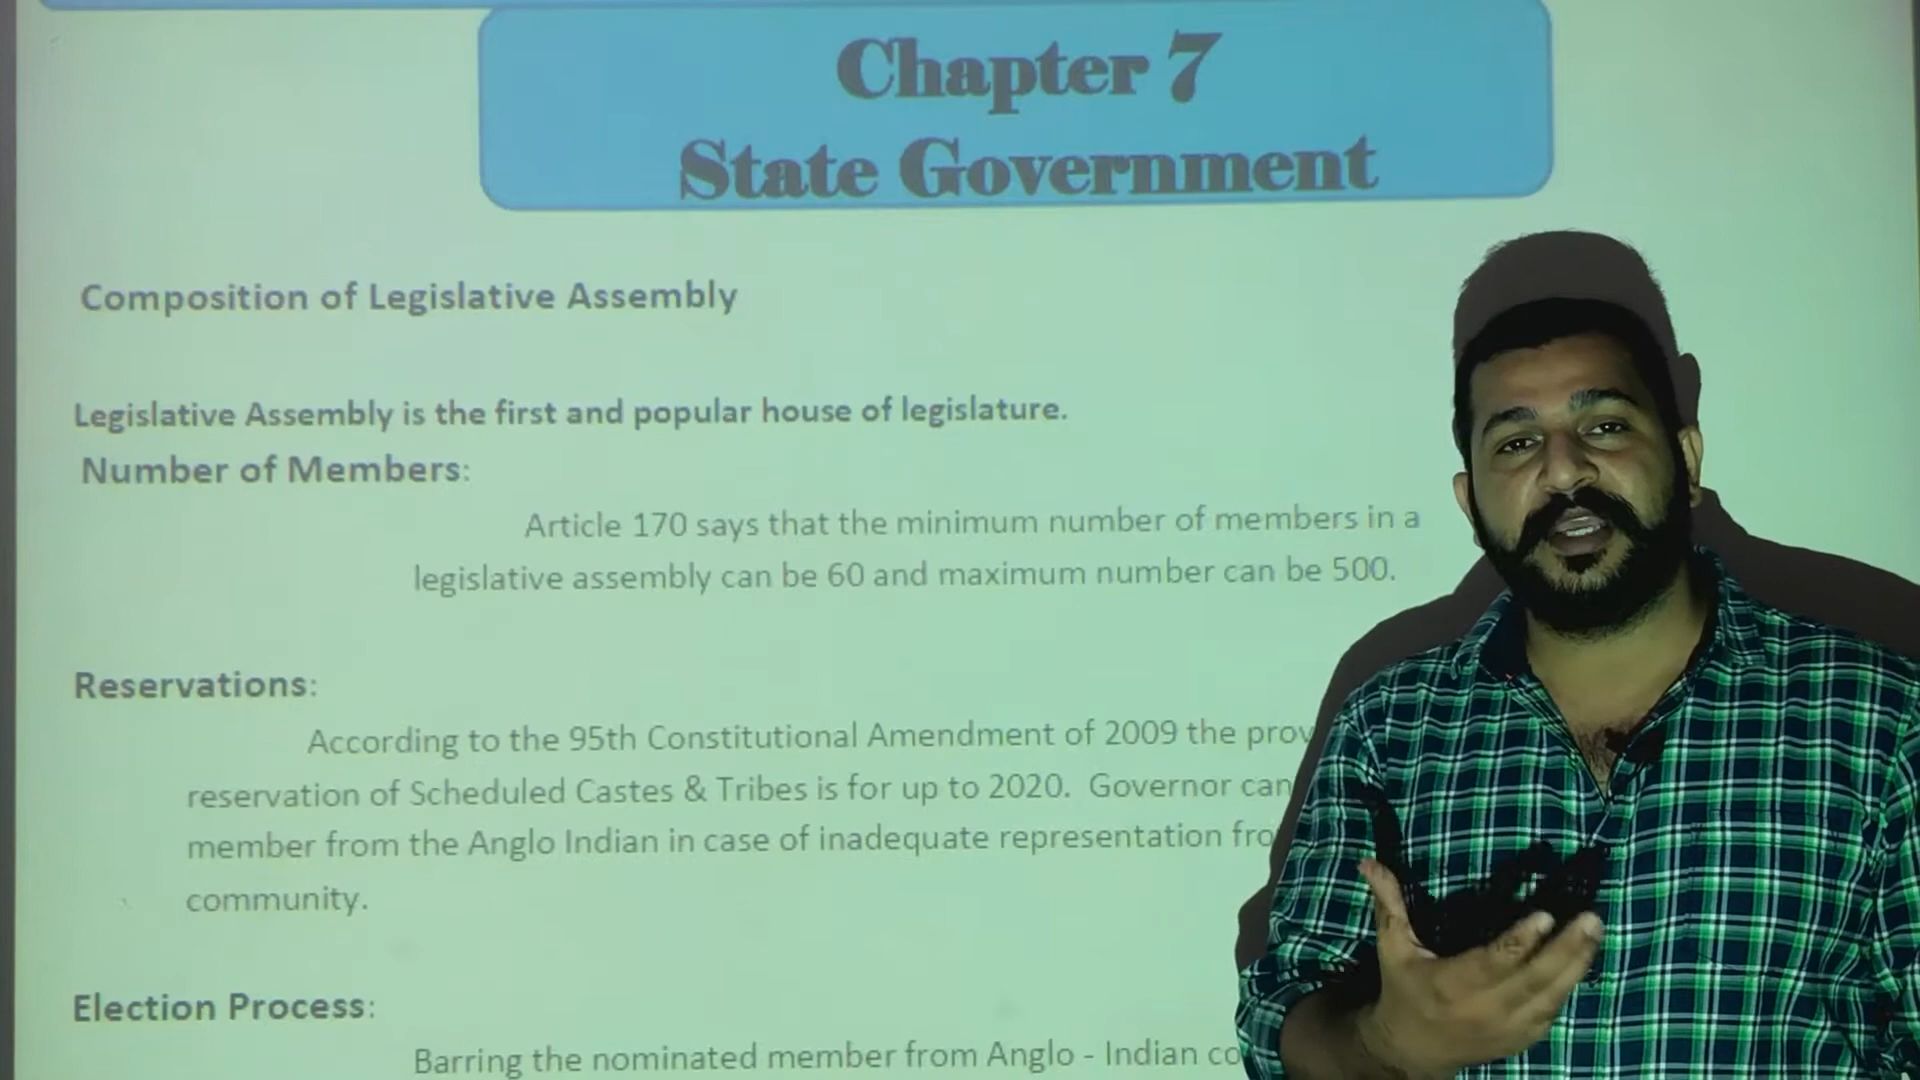 Chapter 7
State Government
Composition of Legislative Assembly
Legislative Assembly is the first and popular house of legislature.
Number of Members:
Article 170 says that the minimum number of members in a
legislative assembly can be 60 and maximum number can be 500.
Reservations:
According to the 95th Constitutional Amendment of 2009 the
reservation of Scheduled Castes & Tribes is for up to 2020. Governor can
member from the Anglo Indian in case of inadequate representation
community.
Election Process:
Barring the nominated member from Anglo - Indian